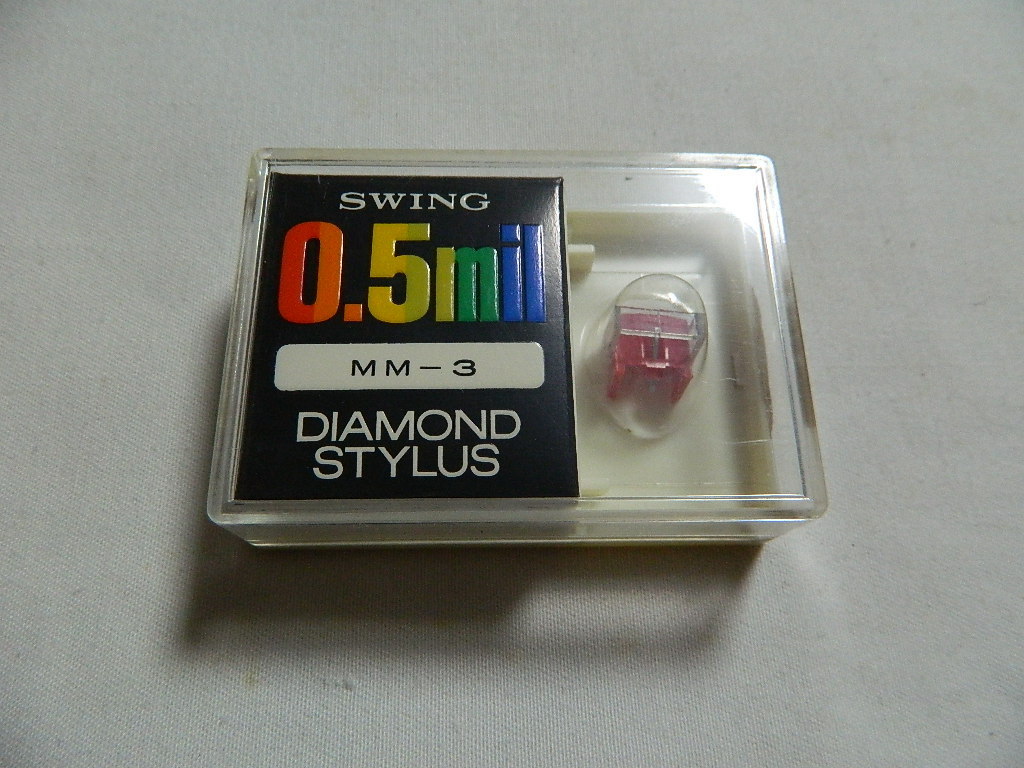 SWING
0.5mil
MM-3
DIAMOND
STYLUS